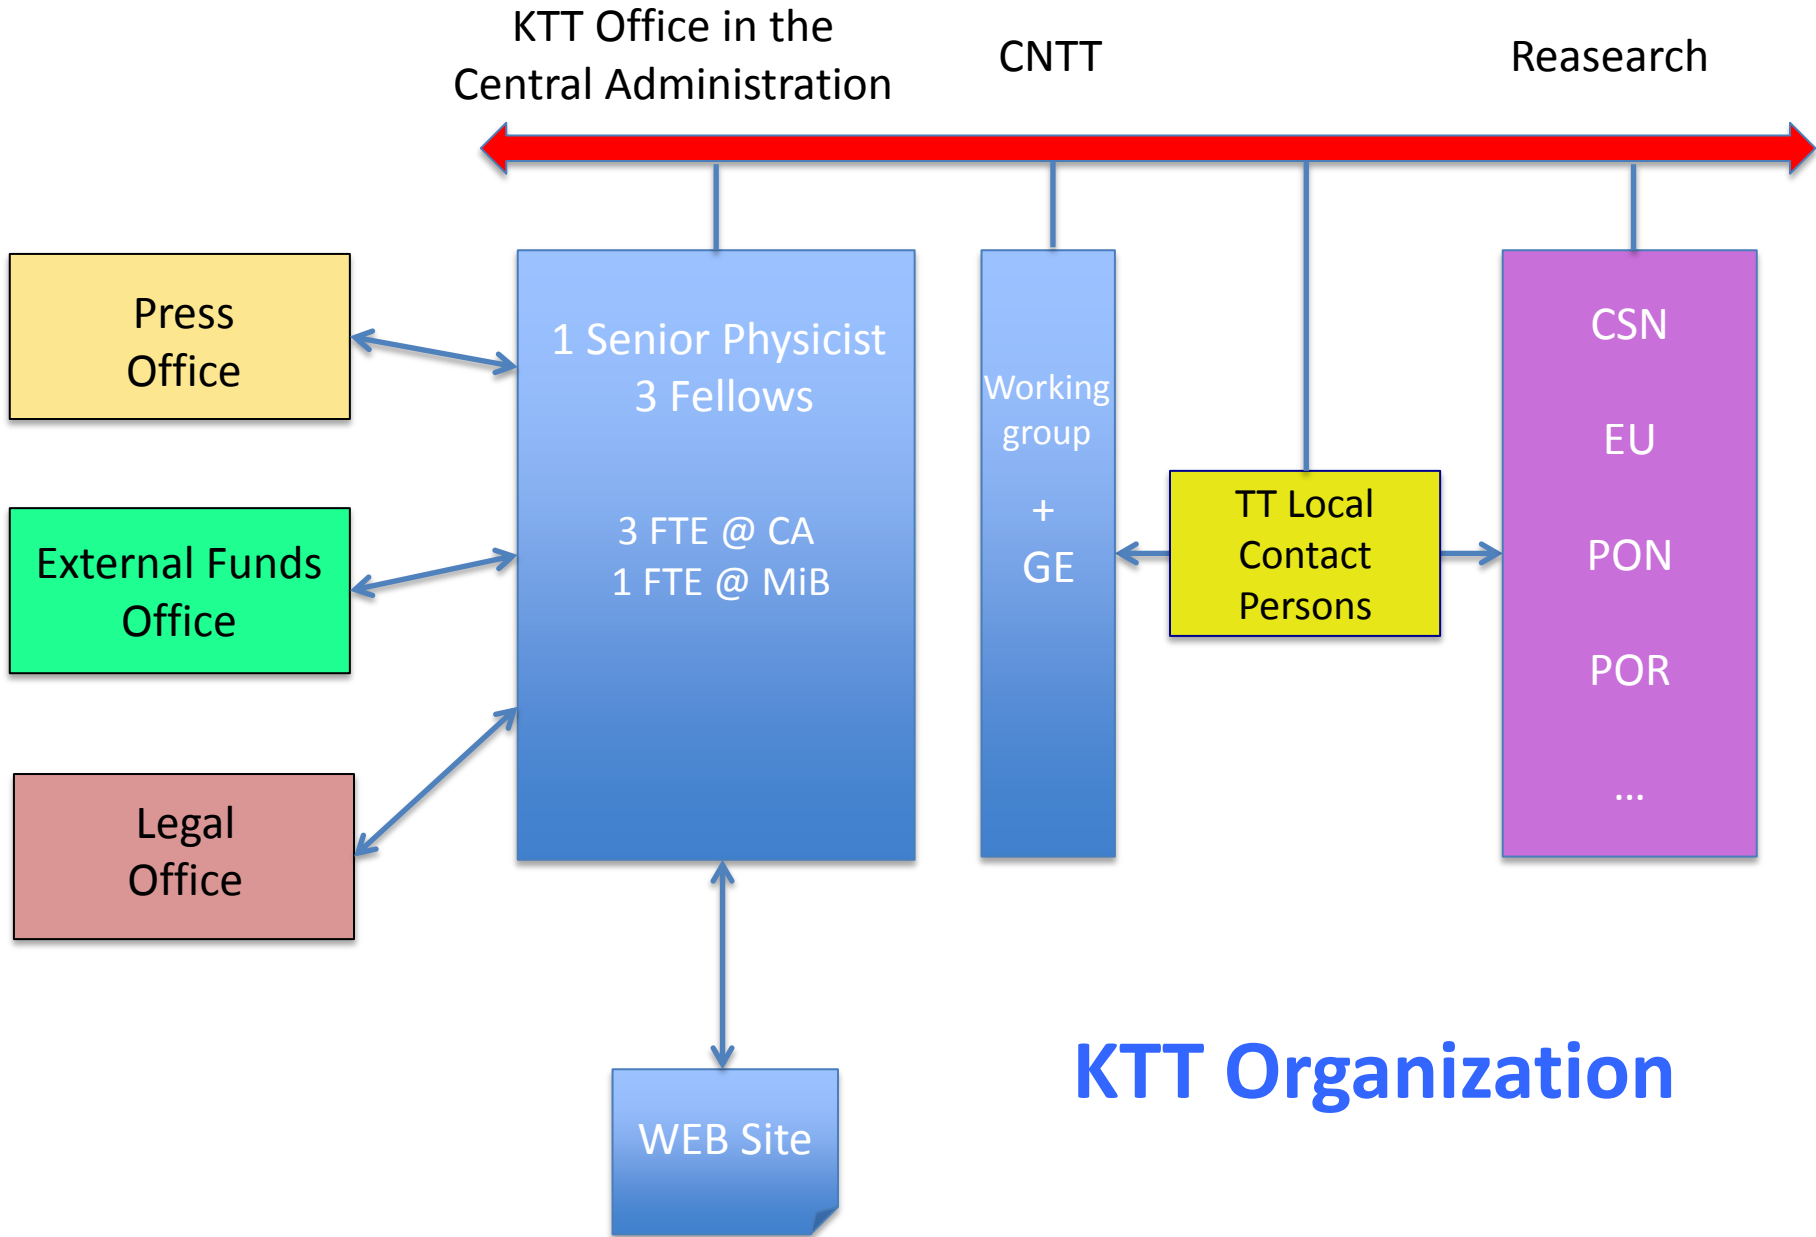 KTT Office in the
Central Administration
CNTT
Reasearch
Press
Office
External Funds
Office
Legal
Office
1 Senior Physicist
3 Fellows
3 FTE @ CA
1 FTE @ MiB
Working
group
+
GE
TT Local
Contact
Persons
CSN
EU
PON
POR
...
WEB Site
KTT Organization